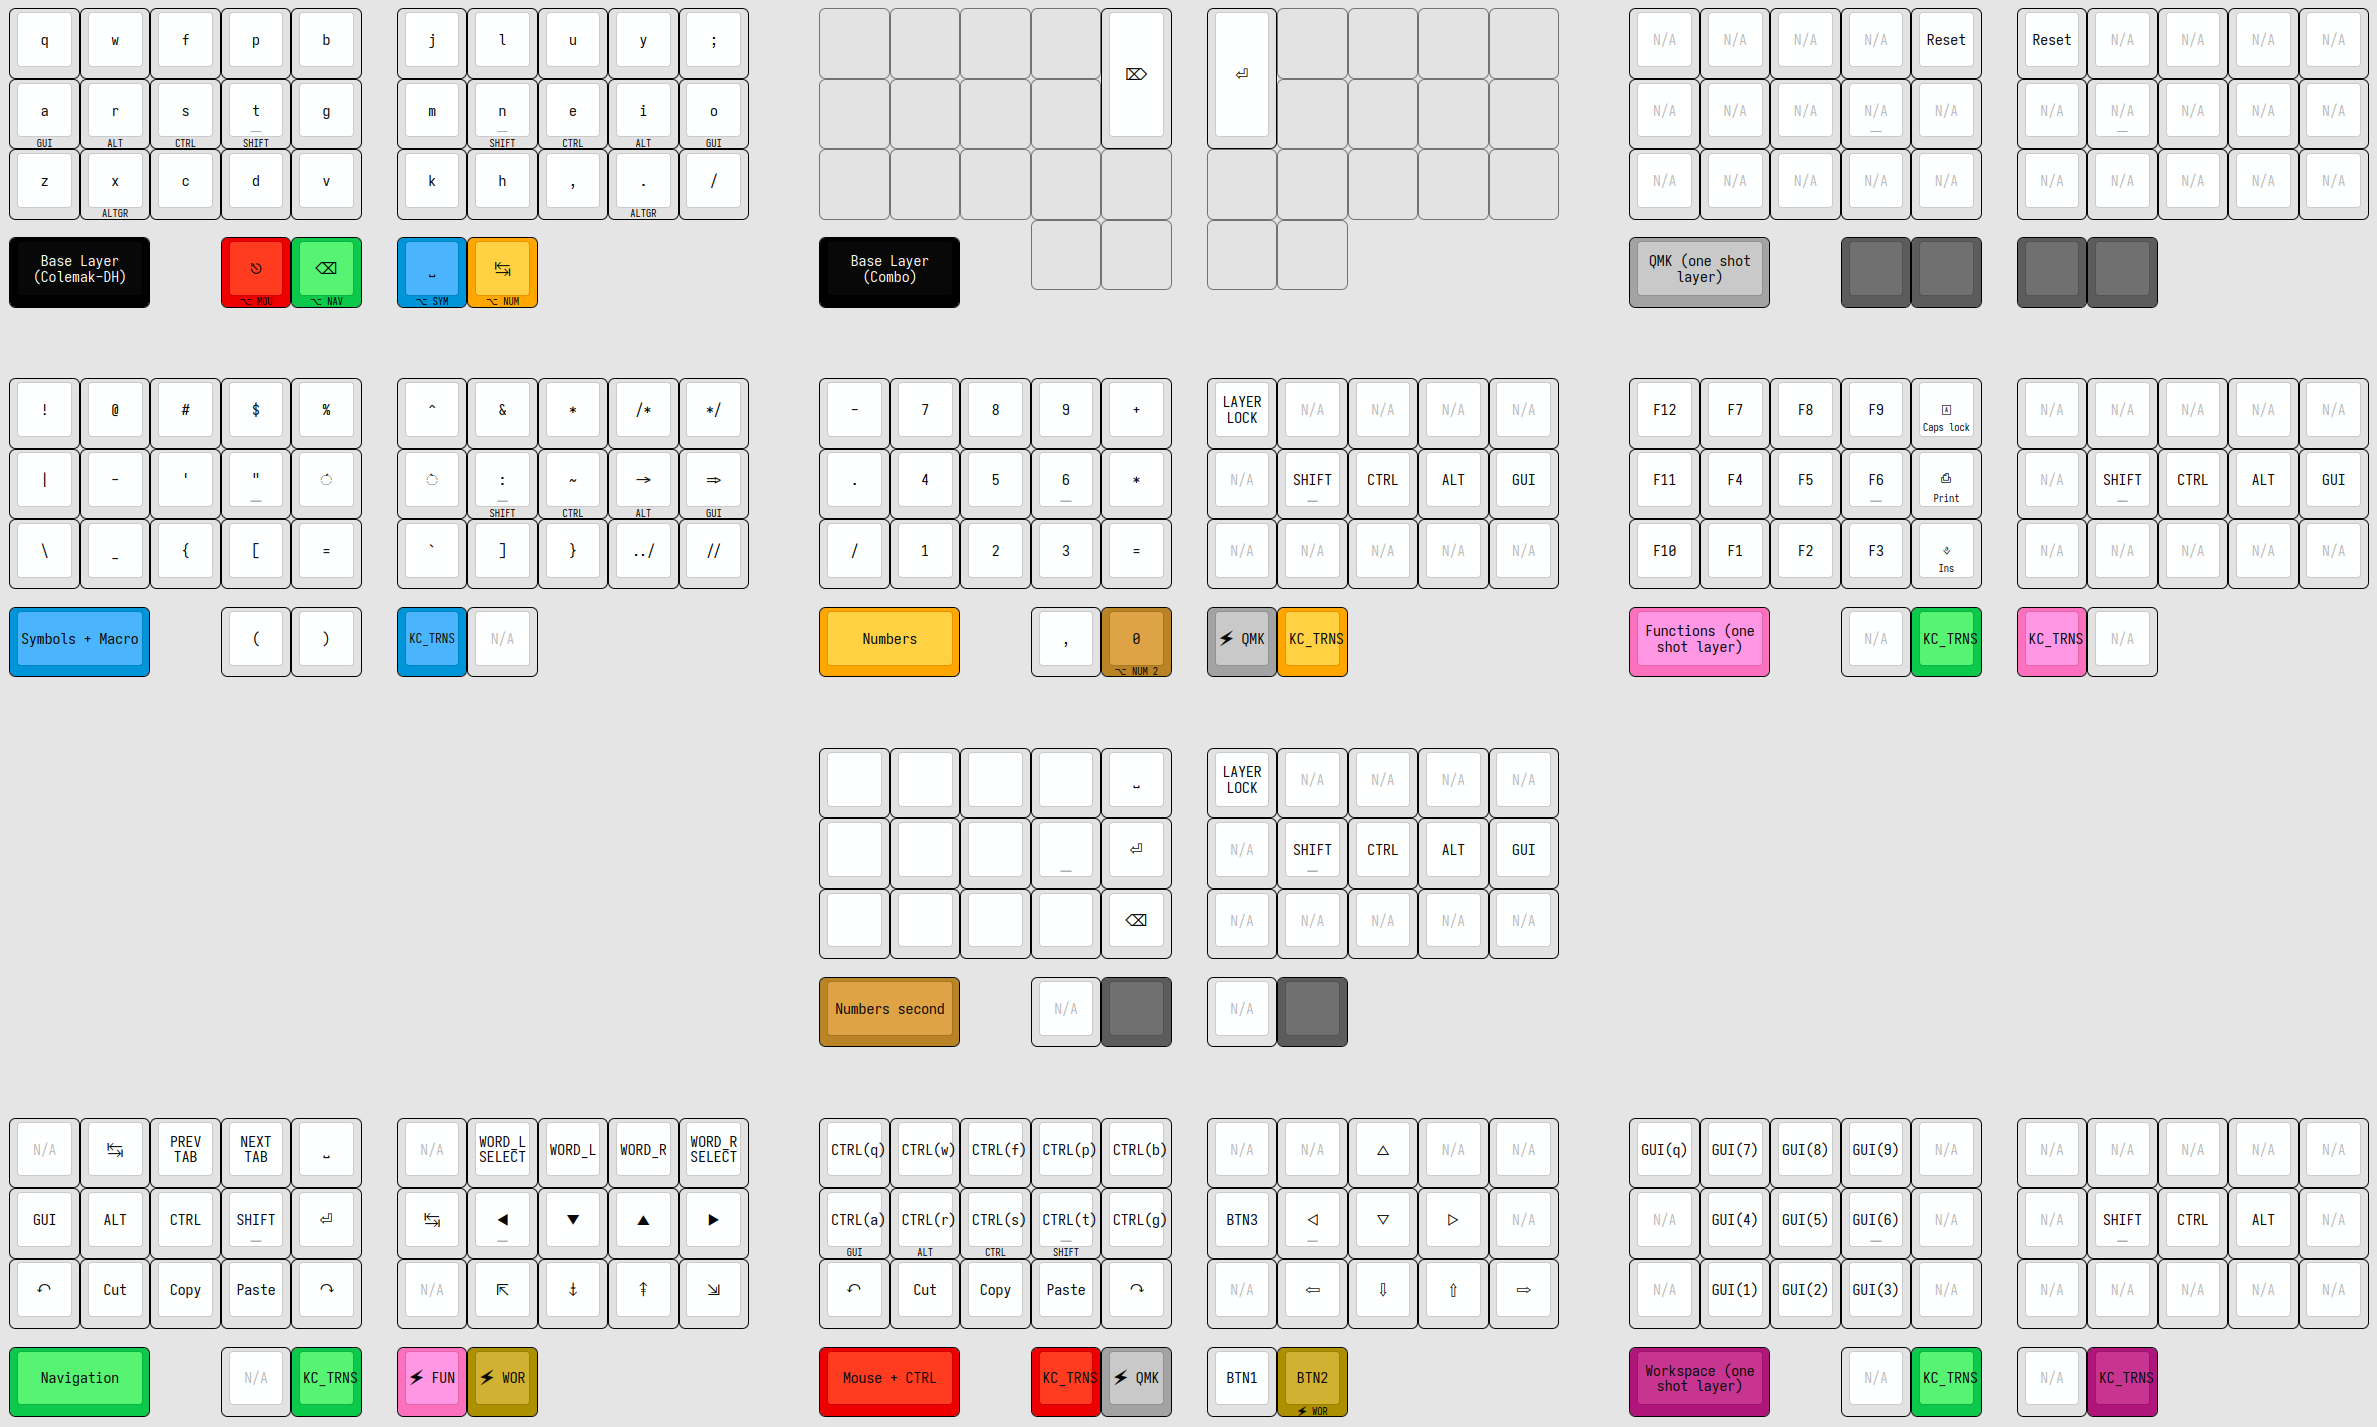 q w f p b
a r s t g
GUI ALT CTRL SHIFT
z x c d v
ALTGR
Base Layer
(Colemak-DH)
⎋ ⌫
⌥ MOU ⌥ NAV
j l u y ;
m n e i o
SHIFT CTRL ALT GUI
k h , . /
ALTGR
␣ ↹
⌥ SYM ⌥ NUM
⌦ ⏎
Base Layer
(Combo)
N/A N/A N/A N/A Reset
N/A N/A N/A N/A N/A
N/A N/A N/A N/A N/A
QMK (one shot
layer)
Reset N/A N/A N/A N/A
N/A N/A N/A N/A N/A
N/A N/A N/A N/A N/A
! @ # $ %
| - ' " ◌́
\ _ { [ =
Symbols + Macro
( )
^ & * /* */
◌̂ : ~ → ⇒
SHIFT CTRL ALT GUI
` ] } ../ //
KC_TRNS N/A
- 7 8 9 +
. 4 5 6 *
/ 1 2 3 =
Numbers
, 0
⌥ NUM 2
LAYER
LOCK
N/A N/A N/A N/A
N/A SHIFT CTRL ALT GUI
N/A N/A N/A N/A N/A
⚡ QMK KC_TRNS
F12 F7 F8 F9
Caps lock
F11 F4 F5 F6 ⎙
Print
F10 F1 F2 F3
Ins
Functions (one
shot layer)
N/A KC_TRNS
N/A N/A N/A N/A N/A
N/A SHIFT CTRL ALT GUI
N/A N/A N/A N/A N/A
KC_TRNS N/A
␣
⏎
⌫
Numbers second
N/A
LAYER
LOCK
N/A N/A N/A N/A
N/A SHIFT CTRL ALT GUI
N/A N/A N/A N/A N/A
N/A
N/A ↹
PREV
TAB
NEXT
TAB
␣
GUI ALT CTRL SHIFT ⏎
↶ Cut Copy Paste ↷
Navigation
N/A KC_TRNS
N/A
WORD_L
SELECT
WORD_L WORD_R
WORD_R
SELECT
↹ ◀ ▼ ▲ ▶
N/A ⇱ ⇲
⚡ FUN ⚡ WOR
CTRL(q) CTRL(w) CTRL(f) CTRL(p) CTRL(b)
CTRL(a) CTRL(r) CTRL(s) CTRL(t) CTRL(g)
GUI ALT CTRL SHIFT
↶ Cut Copy Paste ↷
Mouse + CTRL
KC_TRNS ⚡ QMK
N/A N/A △ N/A N/A
BTN3 ◁ ▽ ▷ N/A
N/A ⇦ ⇩ ⇧ ⇨
BTN1 BTN2
⚡ WOR
GUI(q) GUI(7) GUI(8) GUI(9) N/A
N/A GUI(4) GUI(5) GUI(6) N/A
N/A GUI(1) GUI(2) GUI(3) N/A
Workspace (one
shot layer)
N/A KC_TRNS
N/A N/A N/A N/A N/A
N/A SHIFT CTRL ALT N/A
N/A N/A N/A N/A N/A
N/A KC_TRNS